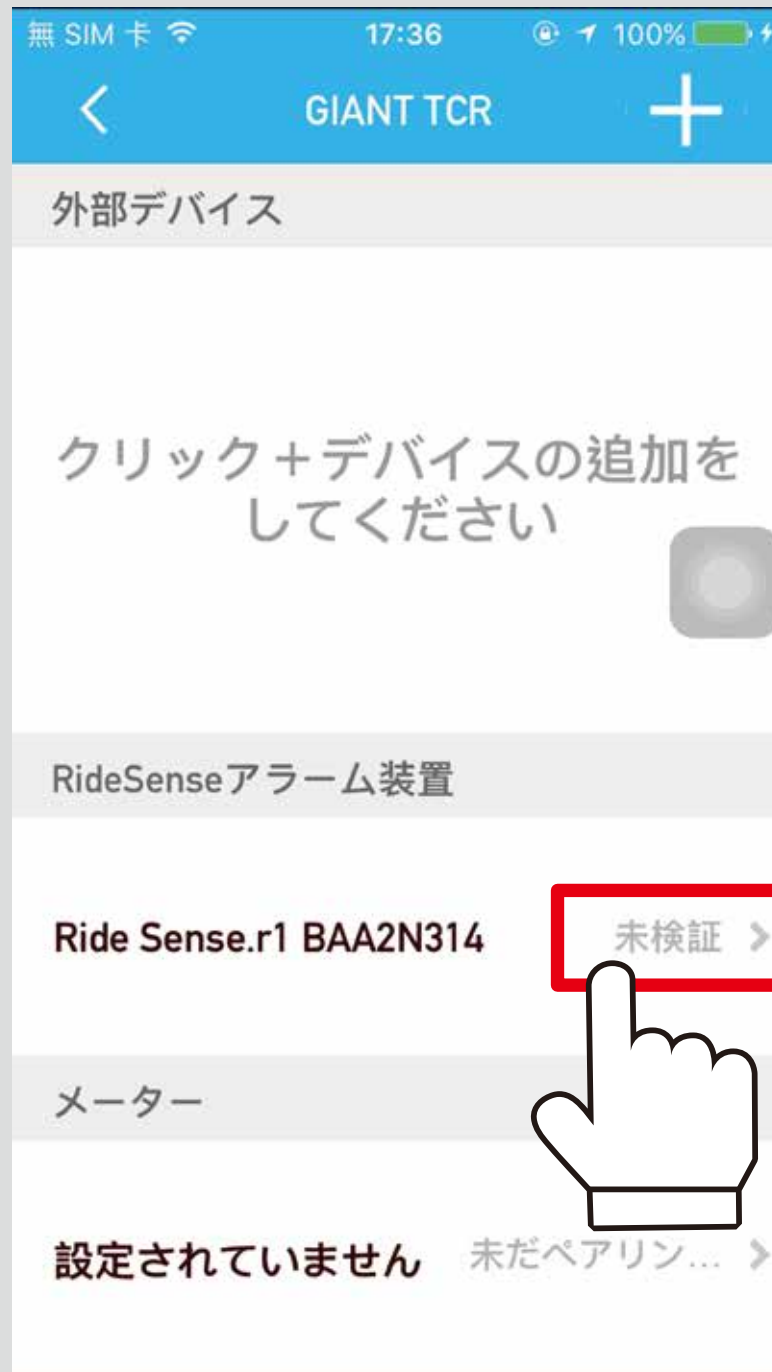 無 SIM 卡 17:36 100%
GIANT TCR
外部デバイス
クリック＋デバイスの追加を
してください
RideSenseアラーム装置
Ride Sense.r1 BAA2N314 未検証
メーター
設定されていません 未だペアリン...